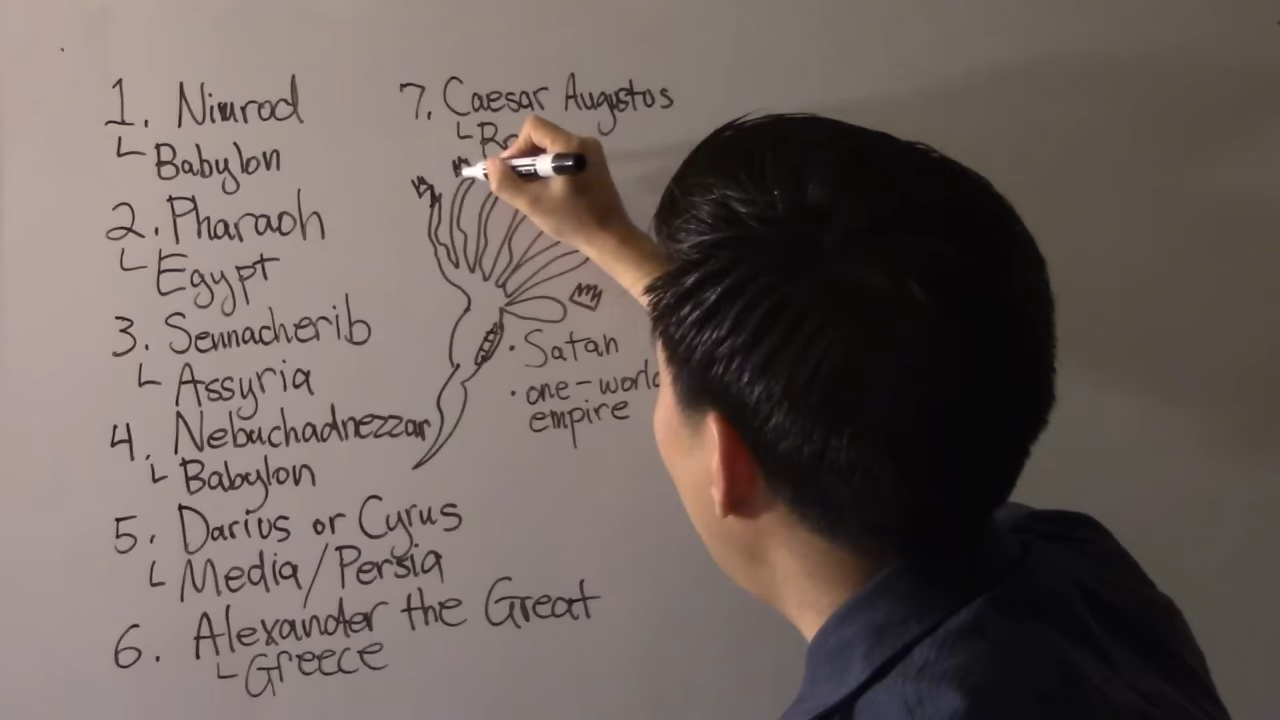 1. Nimrod
Babylon
2. Pharaoh
Egypt
3. Sennacherib
Assyria
4. Nebuchadnezzar
Babylon
5. Darius or Cyrus
Media/Persia
6. Alexander the Great
Greece
7. Caesar Augustos
• Satan
• one-world
empire